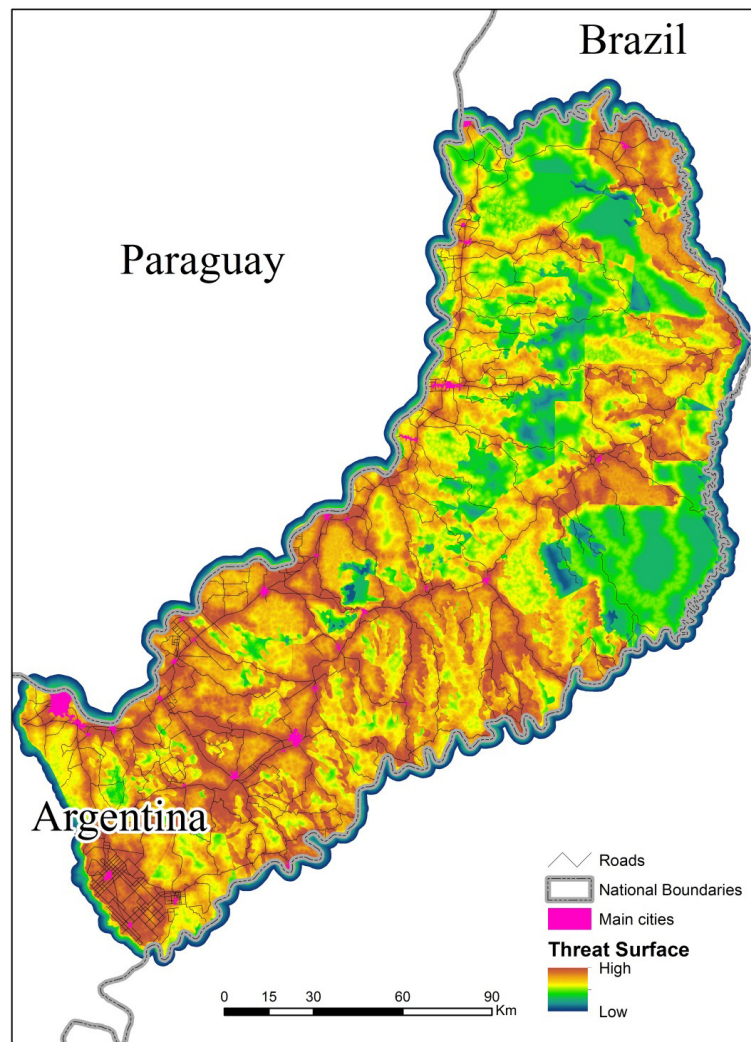 Brazil
Paraguay
Argentina
Roads
National Boundaries
Main cities
Threat Surface
High
Low
0 15 30 60 90
Km